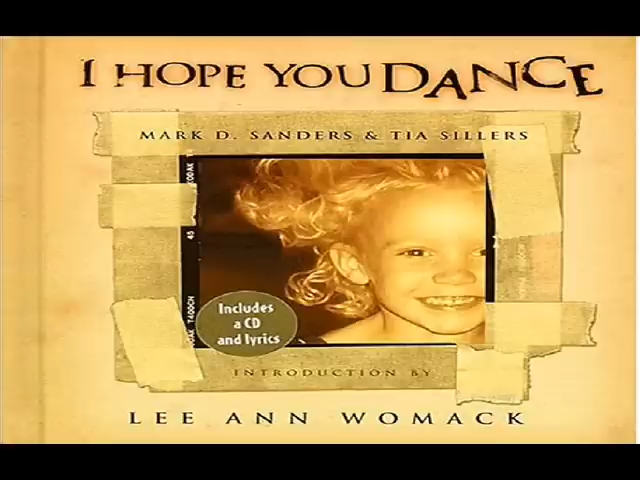 I HOPE YOU DANCE
MARK D. SANDERS & TIA SILLERS
Includes
a CD
and lyrics
INTRODUCTION BY
LEE ANN WOMACK